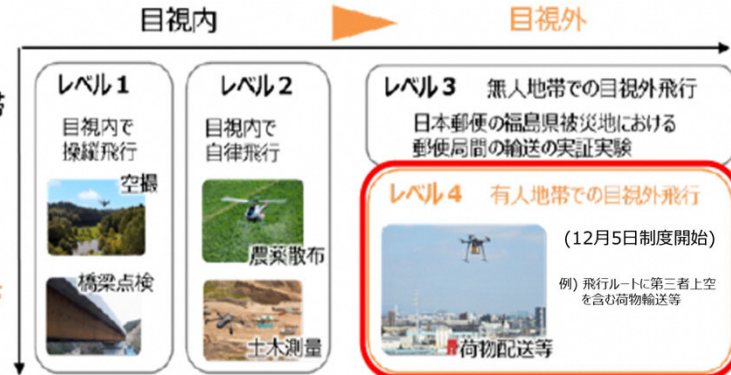 目視内
目視外
レベル1
目視内で
操縦飛行
空撮
橋梁点検
レベル2
目視内で
自律飛行
農薬散布
土木測量
レベル3 無人地帯での目視外飛行
日本郵便の福島県被災地における
郵便局間の輸送の実証実験
レベル4 有人地帯での目視外飛行
(12月5日制度開始)
例) 飛行ルートに第三者上空
を含む荷物輸送等
荷物配送等